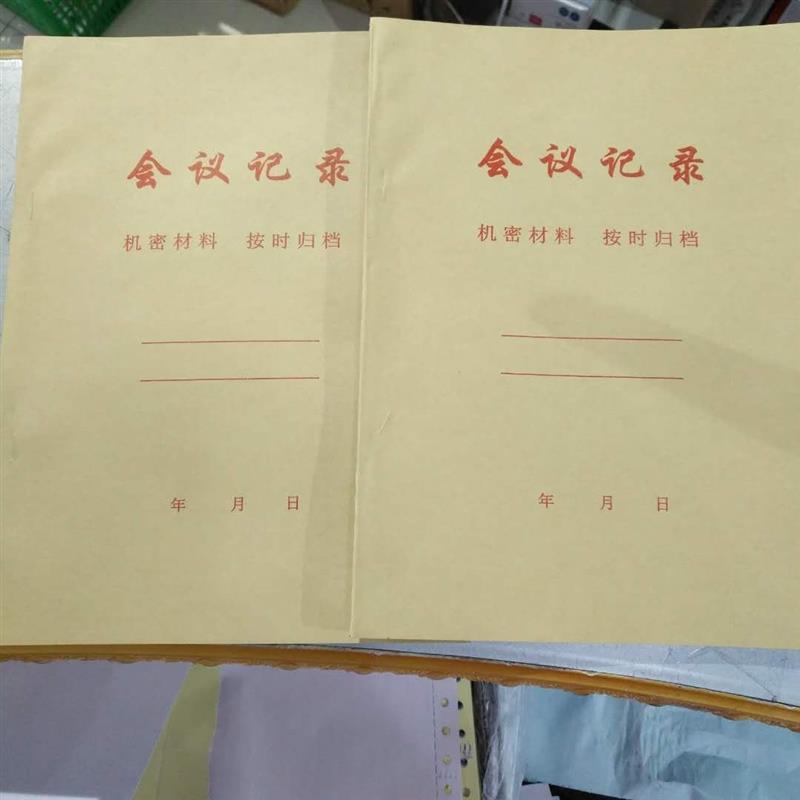 会议记录
机密材料 按时归档
年 月 日
会议记录
机密材料 按时归档
年 月 日